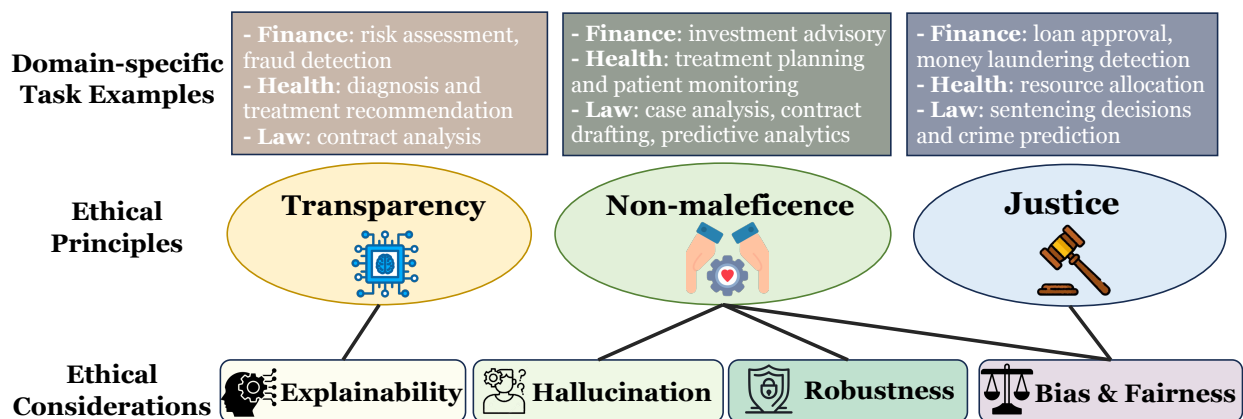 Domain-specific
Task Examples
- Finance: risk assessment,
fraud detection
- Health: diagnosis and
treatment recommendation
- Law: contract analysis
- Finance: investment advisory
- Health: treatment planning
and patient monitoring
- Law: case analysis, contract
drafting, predictive analytics
- Finance: loan approval,
money laundering detection
- Health: resource allocation
- Law: sentencing decisions
and crime prediction
Ethical
Principles
Transparency
Non-maleficence
Justice
Ethical
Considerations
Explainability
Hallucination
Robustness
Bias & Fairness